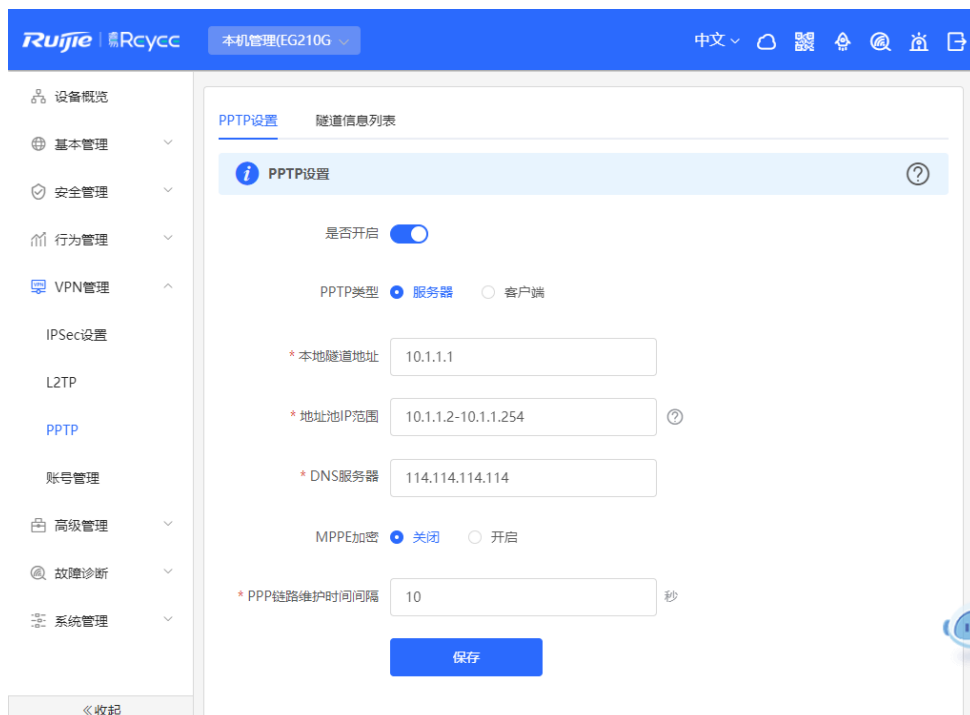 Ruijie 睿易Rcycc 本机管理(EG210G 中文
设备概览
基本管理
安全管理
行为管理
VPN管理
IPSec设置
L2TP
PPTP
账号管理
高级管理
故障诊断
系统管理
《收起
PPTP设置 隧道信息列表
i PPTP设置 ?
是否开启
PPTP类型 服务器 客户端
* 本地隧道地址 10.1.1.1
* 地址池IP范围 10.1.1.2-10.1.1.254 ?
* DNS服务器 114.114.114.114
MPPE加密 关闭 开启
* PPP链路维护时间间隔 10 秒
保存